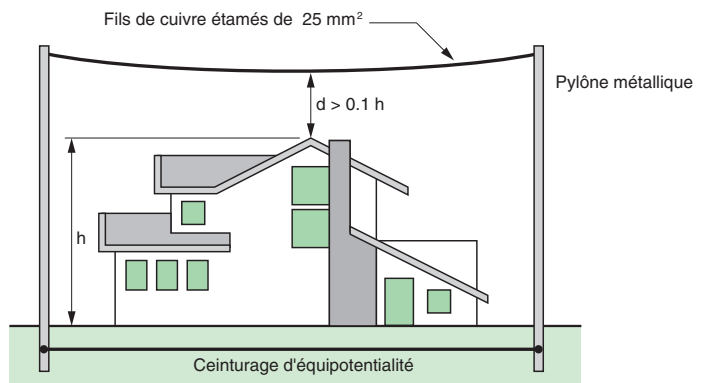 Fils de cuivre étamés de 25 mm²
Pylône métallique
d > 0.1 h
h
Ceinturage d'équipotentialité